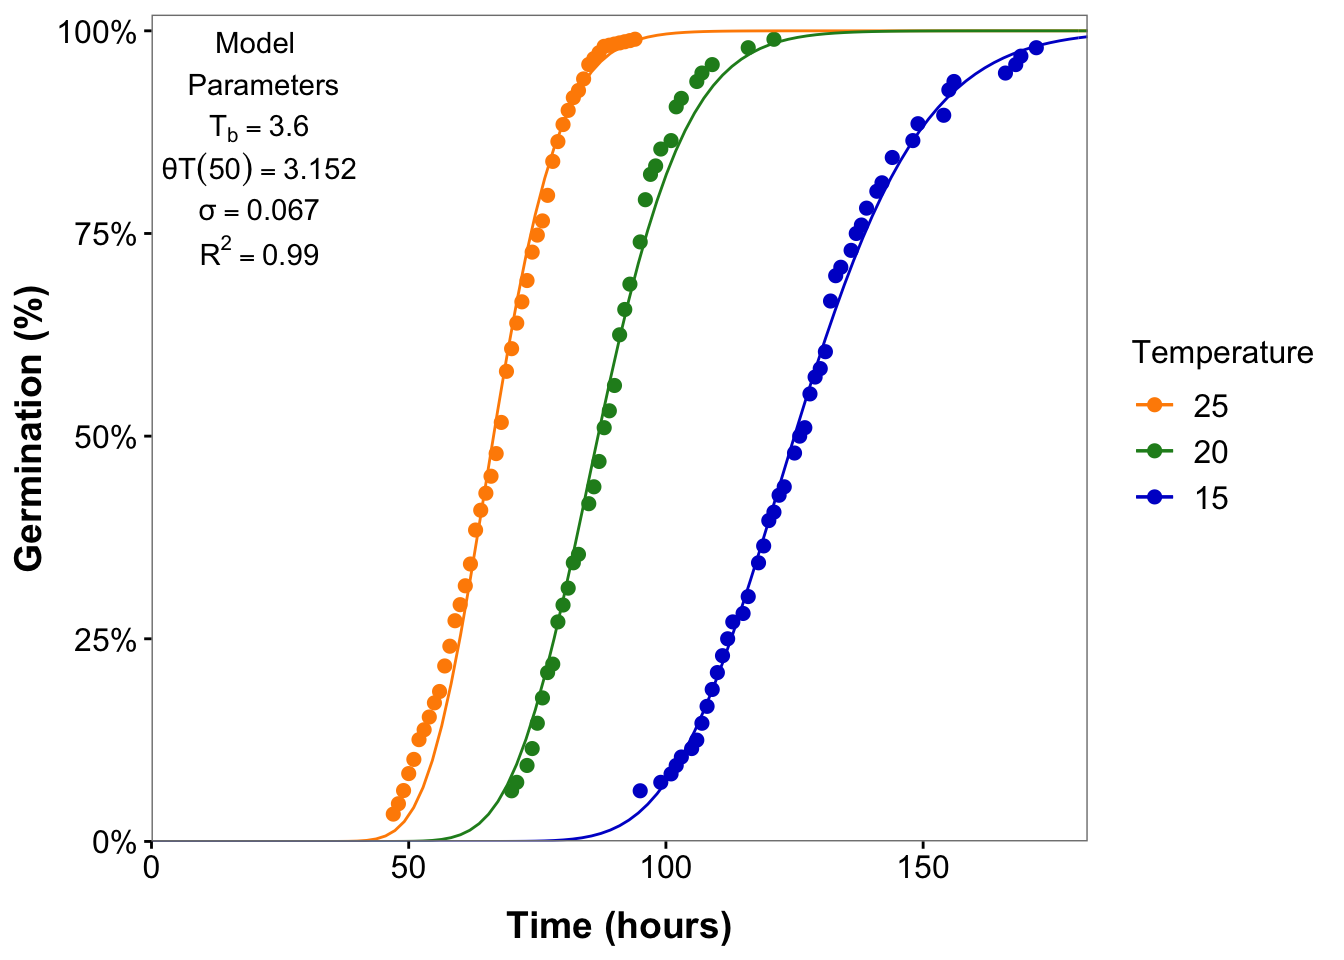 Model
Parameters
T_b = 3.6
θT(50) = 3.152
σ = 0.067
R² = 0.99
100%
75%
50%
25%
0%
Germination (%)
0 50 100 150
Time (hours)
Temperature
25
20
15